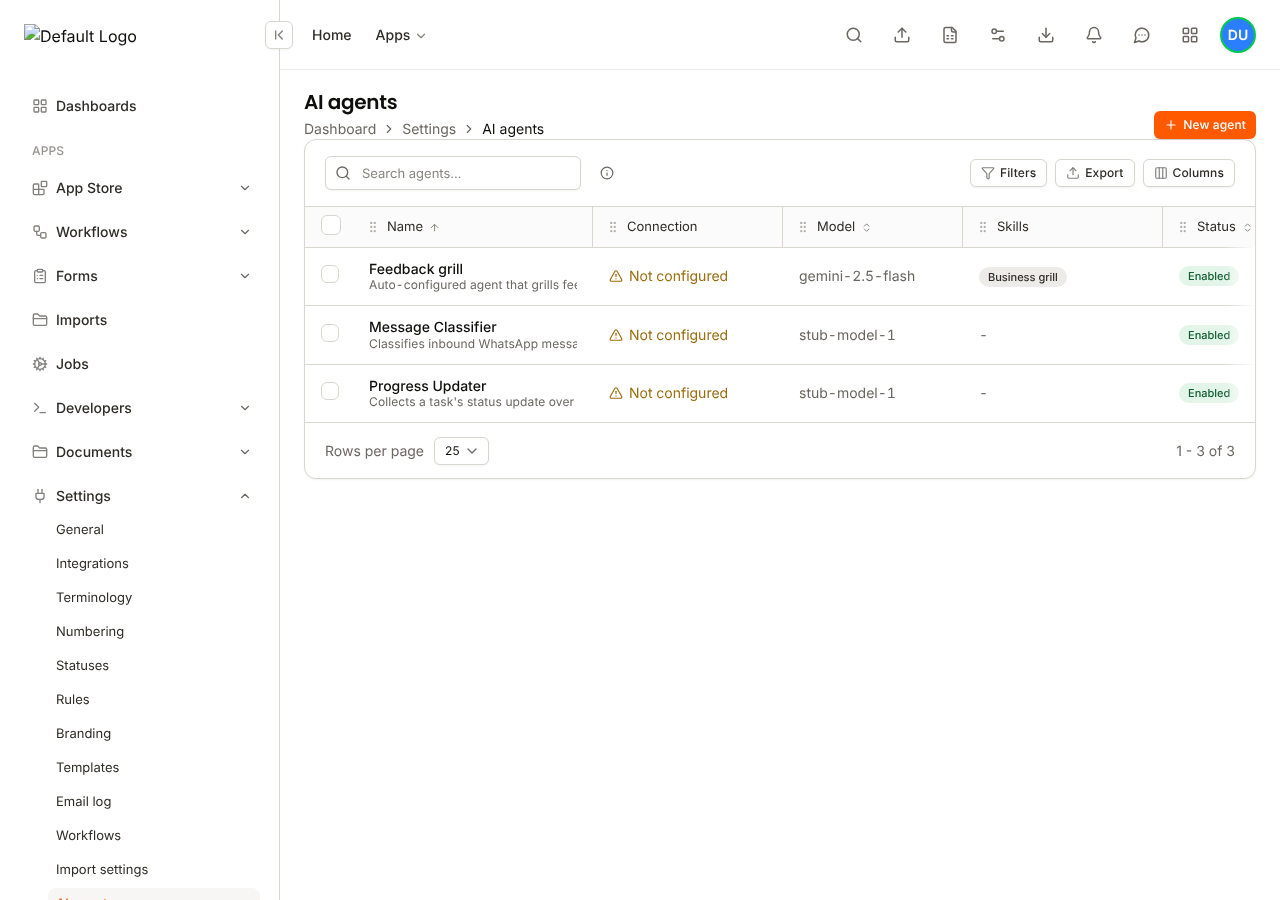 Default Logo
Home
Apps
DU
Dashboards
APPS
App Store
Workflows
Forms
Imports
Jobs
Developers
Documents
Settings
General
Integrations
Terminology
Numbering
Statuses
Rules
Branding
Templates
Email log
Workflows
Import settings
AI agents
Dashboard > Settings > AI agents
New agent
Search agents...
Filters
Export
Columns
Name
Connection
Model
Skills
Status
Feedback grill
Auto-configured agent that grills
Not configured
gemini-2.5-flash
Business grill
Enabled
Message Classifier
Classifies inbound WhatsApp
Not configured
stub-model-1
-
Enabled
Progress Updater
Collects a task's status update over
Not configured
stub-model-1
-
Enabled
Rows per page
25
1 - 3 of 3